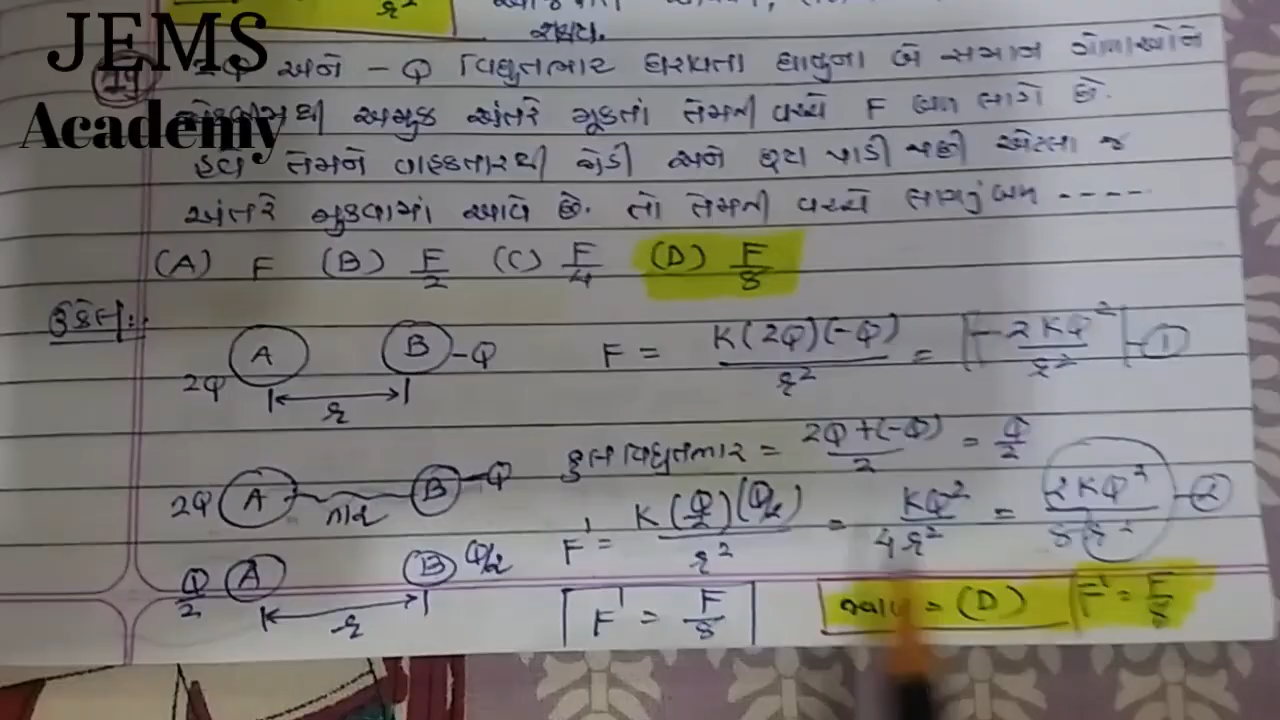 JEMS
Academy
2Q અને - Q વિદ્યુતભાર ધરાવતા ધાતુના બે સમાન ગોળાઓને
અમુક અંતરે મૂકતાં તેમની વચ્ચે F બળ લાગે છે.
હવે તેમને વાહકતારથી જોડી અને છૂટા પાડી પછી એટલા જ
અંતરે મુકવામાં આવે છે. તો તેમની વચ્ચે લાગતું બળ ----
(A) F (B) F/2 (C) F/4 (D) F/8
ઉકેલ:-
A B -Q F = K(2Q)(-Q)/r² = |-2KQ²/r²| -①
2Q r
કુલ વિદ્યુતભાર = 2Q+(-Q)/2 = Q/2
2Q A તાર B -Q F' = K(Q/2)(Q/2)/r² = KQ²/4r² = 2KQ²/8r² -②
Q/2 A B Q/2
r F' = F/8 જવાબ = (D) F' = F/8